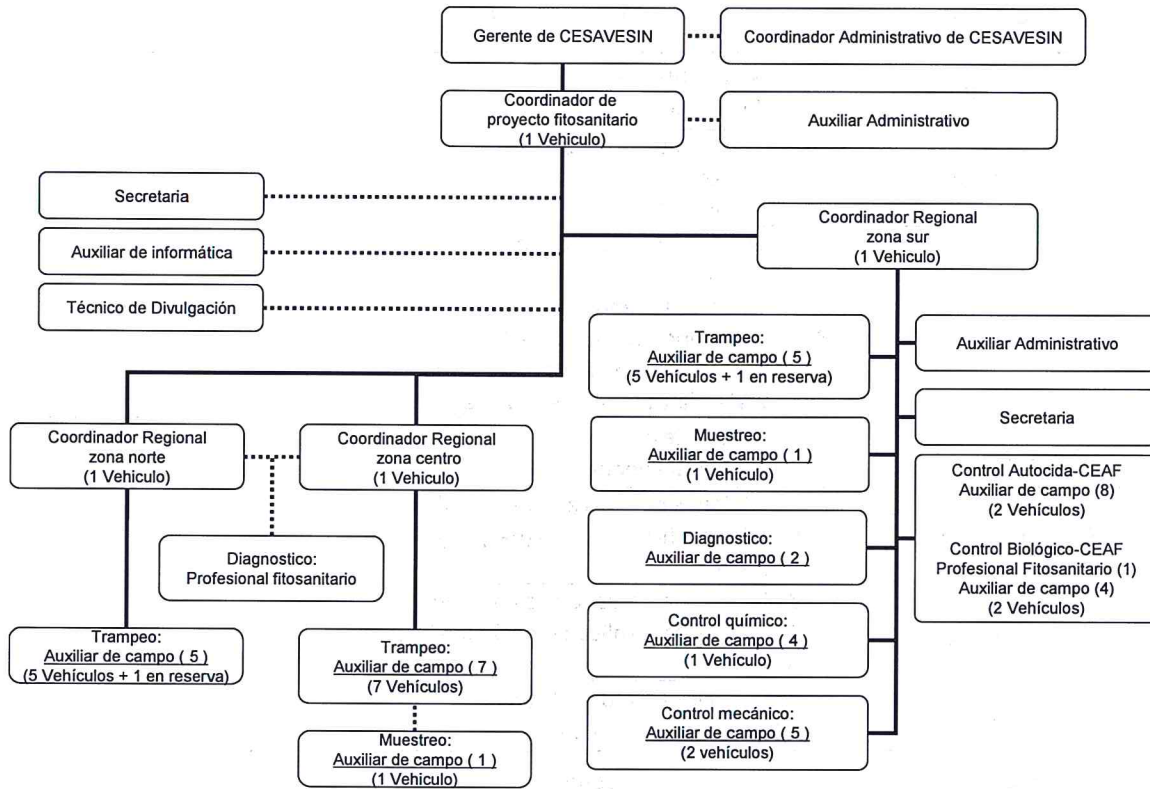 Gerente de CESAVESIN
Coordinador Administrativo de CESAVESIN
Coordinador de
proyecto fitosanitario
(1 Vehiculo)
Auxiliar Administrativo
Secretaria
Auxiliar de informática
Técnico de Divulgación
Coordinador Regional
zona sur
(1 Vehiculo)
Trampeo:
Auxiliar de campo ( 5 )
(5 Vehículos + 1 en reserva)
Auxiliar Administrativo
Secretaria
Muestreo:
Auxiliar de campo ( 1 )
(1 Vehículo)
Control Autocida-CEAF
Auxiliar de campo (8)
(2 Vehículos)
Control Biológico-CEAF
Profesional Fitosanitario (1)
Auxiliar de campo (4)
(2 Vehículos)
Diagnostico:
Auxiliar de campo ( 2 )
Control químico:
Auxiliar de campo ( 4 )
(1 Vehículo)
Control mecánico:
Auxiliar de campo ( 5 )
(2 vehículos)
Coordinador Regional
zona norte
(1 Vehiculo)
Coordinador Regional
zona centro
(1 Vehiculo)
Diagnostico:
Profesional fitosanitario
Trampeo:
Auxiliar de campo ( 5 )
(5 Vehículos + 1 en reserva)
Trampeo:
Auxiliar de campo ( 7 )
(7 Vehículos)
Muestreo:
Auxiliar de campo ( 1 )
(1 Vehiculo)